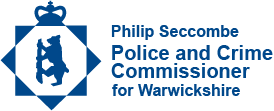 Philip Seccombe
Police and Crime
Commissioner
for Warwickshire